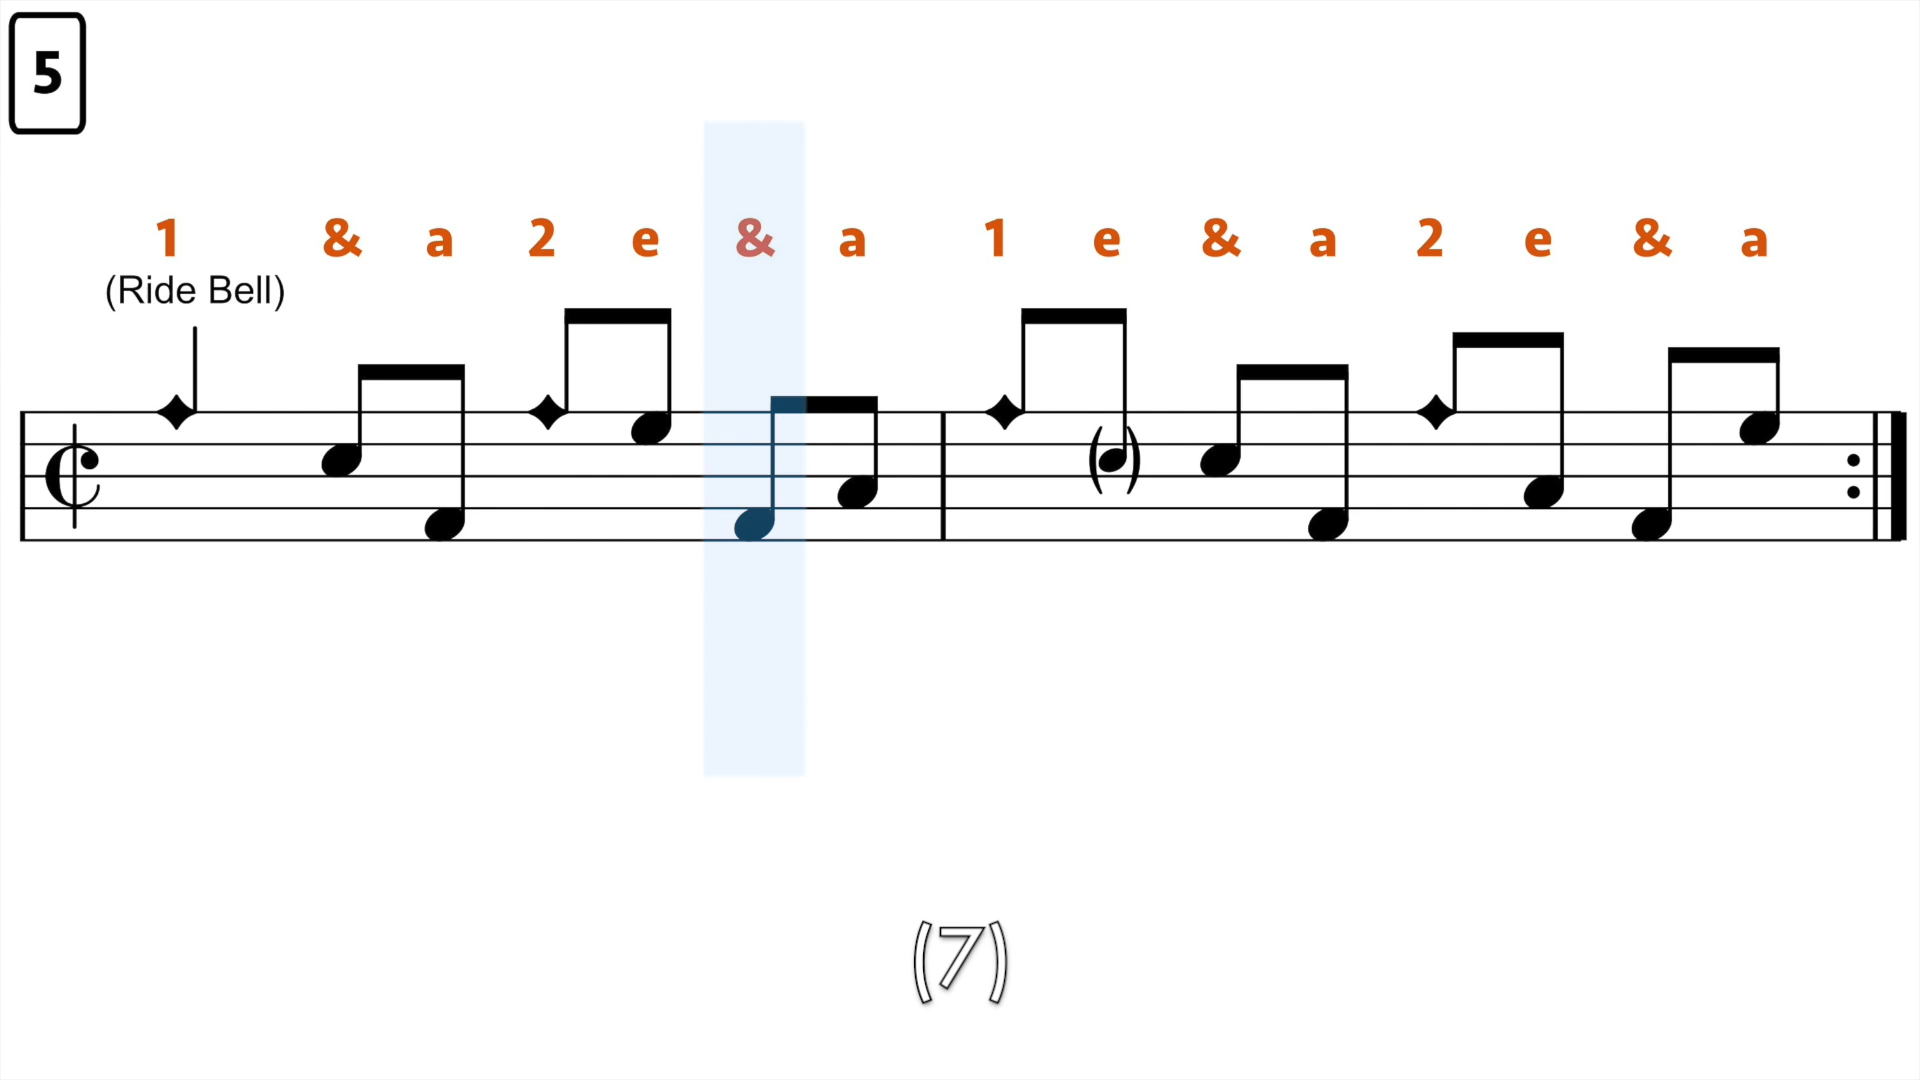 5
1 & a 2 e & a 1 e & a 2 e & a
(Ride Bell)
(7)